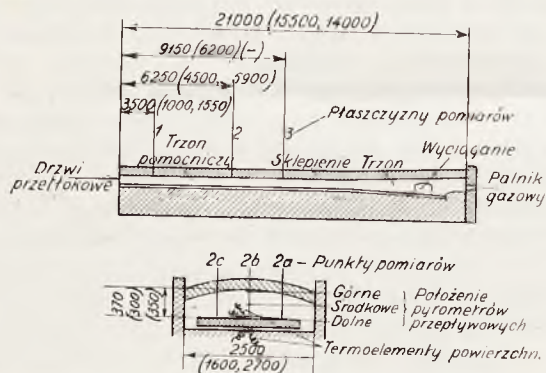 21000 (15500, 14000)
9150 (6200) (-)
6250 (4500, 5900)
3500 (1000, 1550)
Płaszczyzny pomiarów
1 2 3
Trzon pomocniczy
Sklepienie Trzon
Wyciąganie
Drzwi przetłokowe
Palnik gazowy
2c 2b 2a - Punkty pomiarów
Górne
Środkowe
Dolne
Położenie
pyrometrów
przepływowych
370
(300)
(350)
Termoelementy powierzchn.
2500
(1600, 2700)